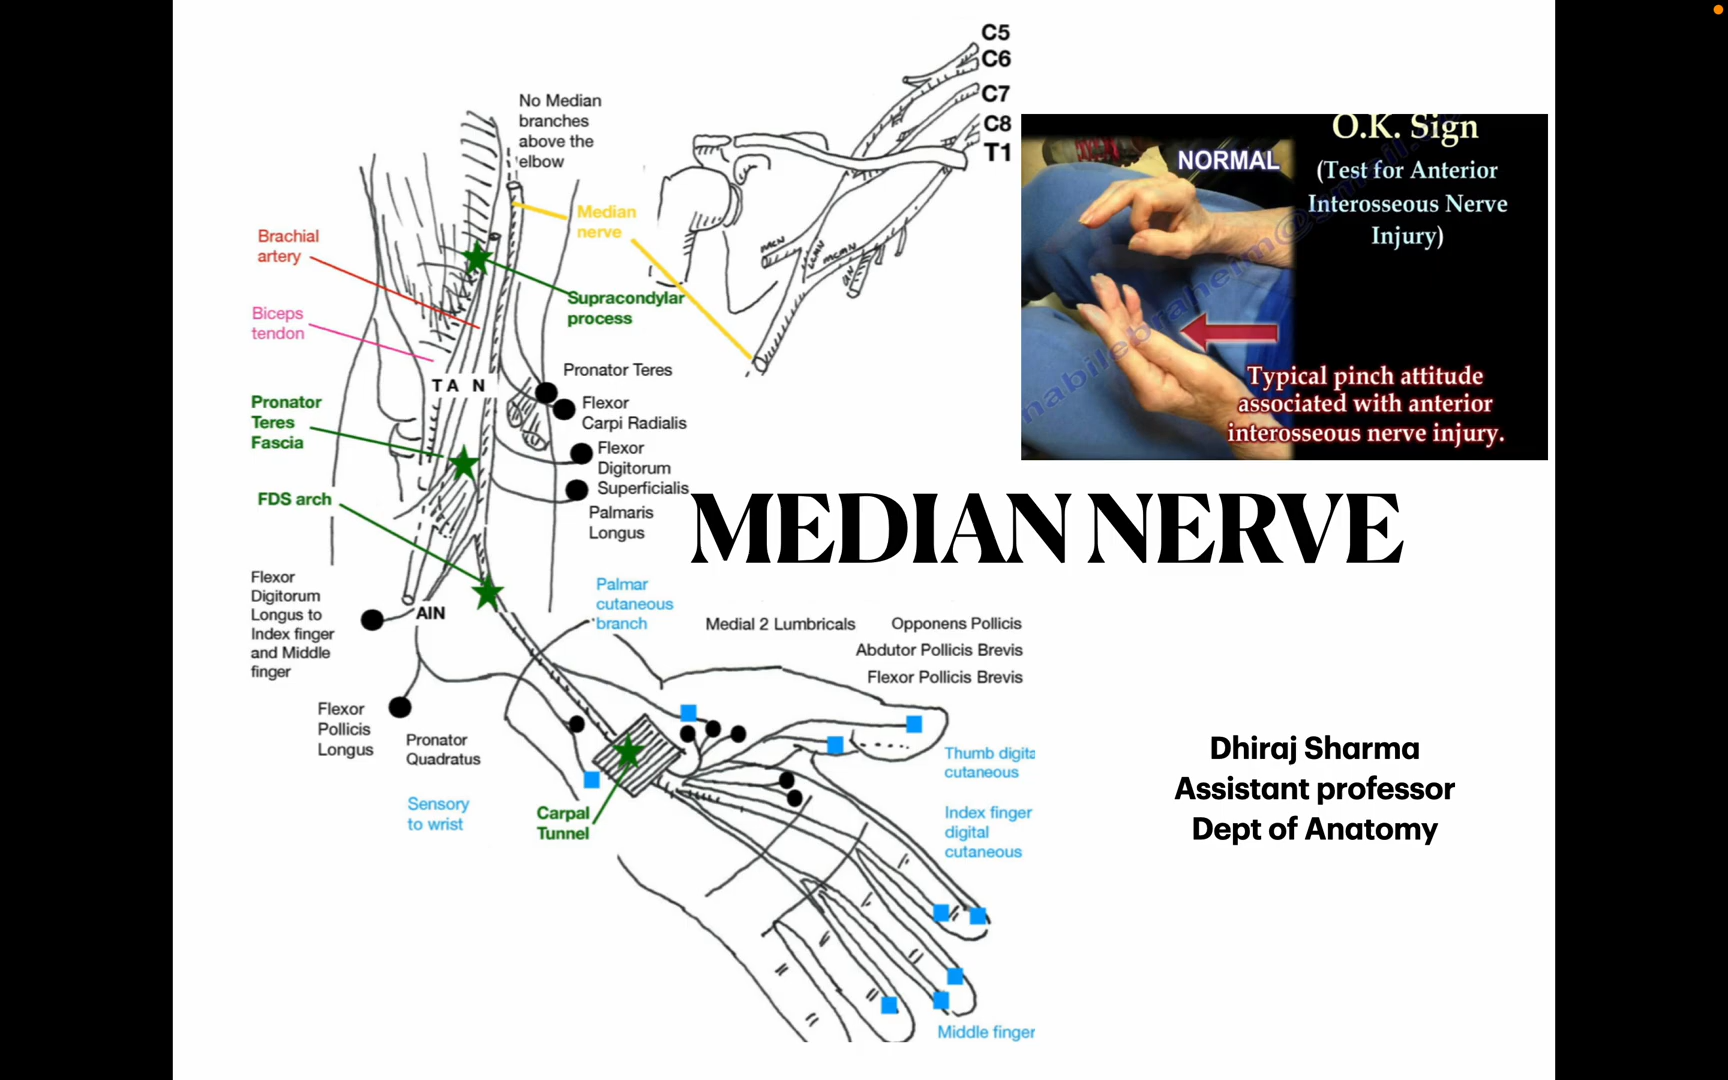 C5
C6
C7
C8
T1
No Median
branches
above the
elbow
Median
nerve
Brachial
artery
Supracondylar
process
Biceps
tendon
T A N
Pronator Teres
Pronator
Teres
Fascia
Flexor
Carpi Radialis
Flexor
Digitorum
Superficialis
FDS arch
Palmaris
Longus
Flexor
Digitorum
Longus to
Index finger
and Middle
finger
AIN
Palmar
cutaneous
branch
Medial 2 Lumbricals
Opponens Pollicis
Abdutor Pollicis Brevis
Flexor Pollicis Brevis
Flexor
Pollicis
Longus
Pronator
Quadratus
Sensory
to wrist
Carpal
Tunnel
Thumb digita
cutaneous
Index finger
digital
cutaneous
Middle finger
MCN
O.K. Sign
(Test for Anterior
Interosseous Nerve
Injury)
NORMAL
Typical pinch attitude
associated with anterior
interosseous nerve injury.
MEDIAN NERVE
Dhiraj Sharma
Assistant professor
Dept of Anatomy